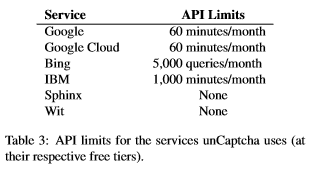 Service API Limits
Google 60 minutes/month
Google Cloud 60 minutes/month
Bing 5,000 queries/month
IBM 1,000 minutes/month
Sphinx None
Wit None
Table 3: API limits for the services unCaptcha uses (at
their respective free tiers).